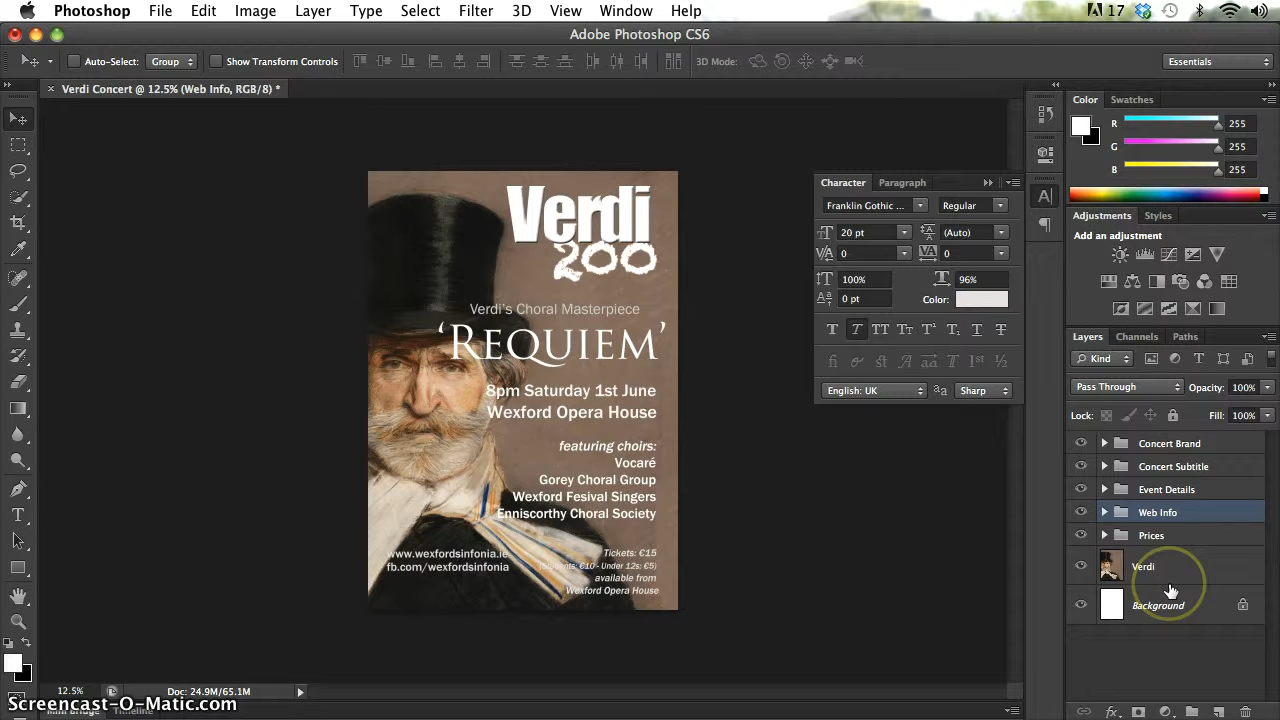 Photoshop File Edit Image Layer Type Select Filter 3D View Window Help
17
Adobe Photoshop CS6
Auto-Select: Group Show Transform Controls 3D Mode: Essentials
× Verdi Concert @ 12.5% (Web Info, RGB/8) *
Color Swatches
R 255
G 255
B 255
Character Paragraph
Franklin Gothic ... Regular
20 pt (Auto)
0 0
100% 96%
0 pt Color:
English: UK Sharp
Adjustments Styles
Add an adjustment
Layers Channels Paths
Kind
Pass Through Opacity: 100%
Lock: Fill: 100%
Concert Brand
Concert Subtitle
Event Details
Web Info
Prices
Verdi
Background
Verdi
200
Verdi's Choral Masterpiece
‘REQUIEM’
8pm Saturday 1st June
Wexford Opera House
featuring choirs:
Vocaré
Gorey Choral Group
Wexford Fesival Singers
Enniscorthy Choral Society
www.wexfordsinfonia.ie
fb.com/wexfordsinfonia
Tickets: €15
(Students: €10 - Under 12s: €5)
available from
Wexford Opera House
12.5% Doc: 24.9M/65.1M
Mini Bridge Timeline
Screencast-O-Matic.com